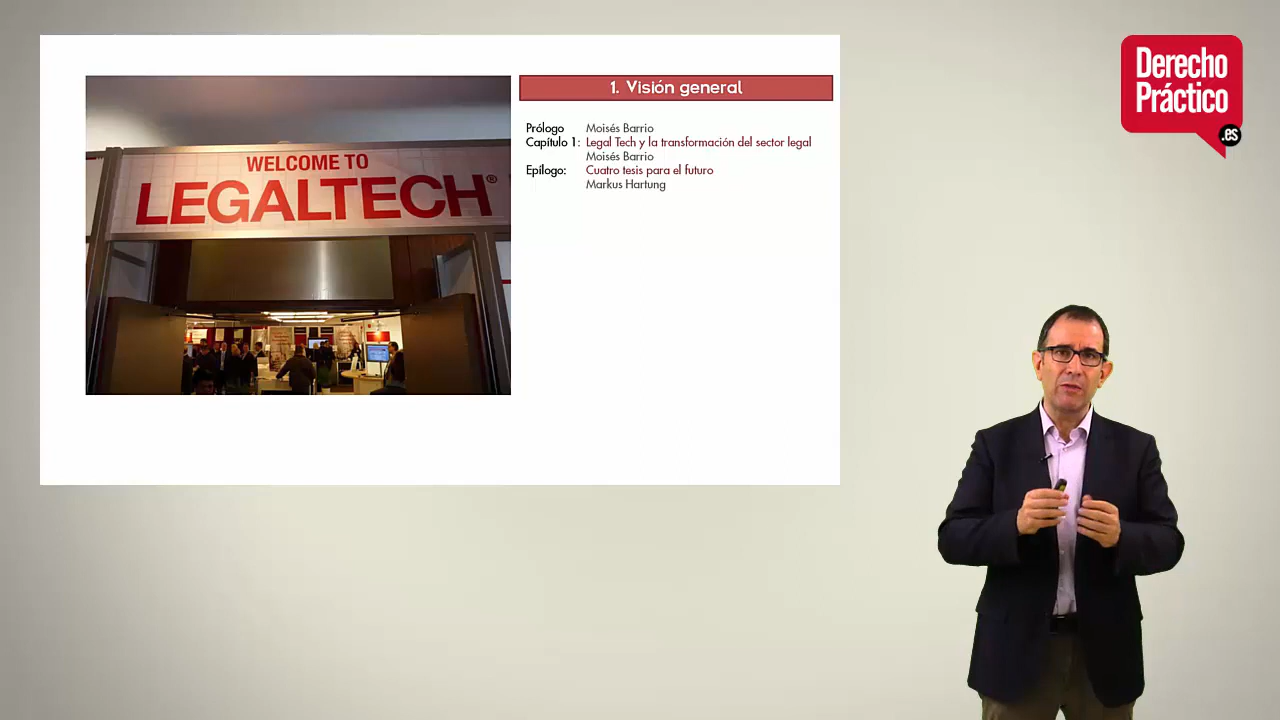 WELCOME TO
LEGALTECH®
1. Visión general
Prólogo Moisés Barrio
Capítulo 1: Legal Tech y la transformación del sector legal
Moisés Barrio
Epílogo: Cuatro tesis para el futuro
Markus Hartung
Derecho
Práctico
.es